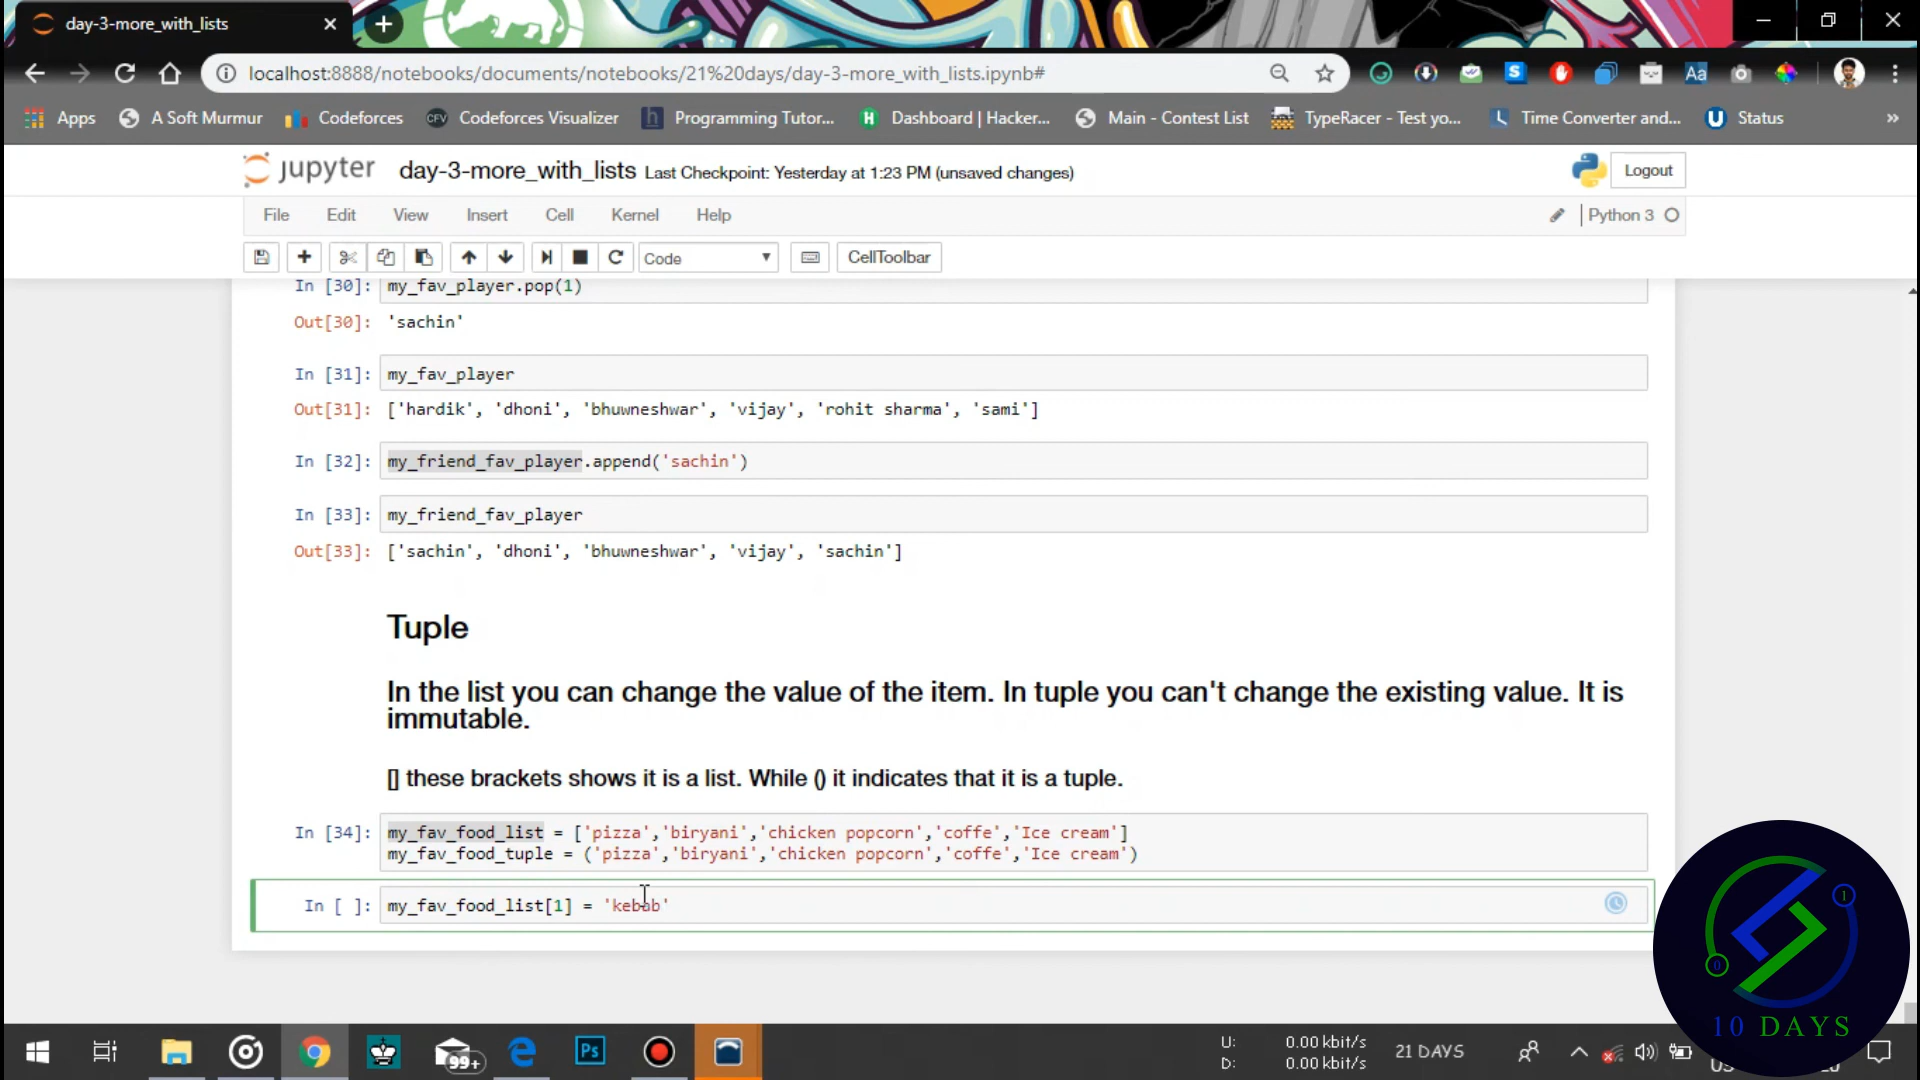 day-3-more_with_lists
localhost:8888/notebooks/documents/notebooks/21%20days/day-3-more_with_lists.ipynb#
Apps A Soft Murmur Codeforces CFV Codeforces Visualizer h Programming Tutor... H Dashboard | Hacker... Main - Contest List TypeRacer - Test yo... Time Converter and... U Status »
jupyter day-3-more_with_lists Last Checkpoint: Yesterday at 1:23 PM (unsaved changes) Logout
File Edit View Insert Cell Kernel Help Python 3
Code CellToolbar
In [30]: my_fav_player.pop(1)
Out[30]: 'sachin'
In [31]: my_fav_player
Out[31]: ['hardik', 'dhoni', 'bhuwneshwar', 'vijay', 'rohit sharma', 'sami']
In [32]: my_friend_fav_player.append('sachin')
In [33]: my_friend_fav_player
Out[33]: ['sachin', 'dhoni', 'bhuwneshwar', 'vijay', 'sachin']
Tuple
In the list you can change the value of the item. In tuple you can't change the existing value. It is
immutable.
[] these brackets shows it is a list. While () it indicates that it is a tuple.
In [34]: my_fav_food_list = ['pizza','biryani','chicken popcorn','coffe','Ice cream']
my_fav_food_tuple = ('pizza','biryani','chicken popcorn','coffe','Ice cream')
In [ ]: my_fav_food_list[1] = 'kebab'
1
0
10 DAYS
99+ Ps
U: 0.00 kbit/s
D: 0.00 kbit/s
21 DAYS